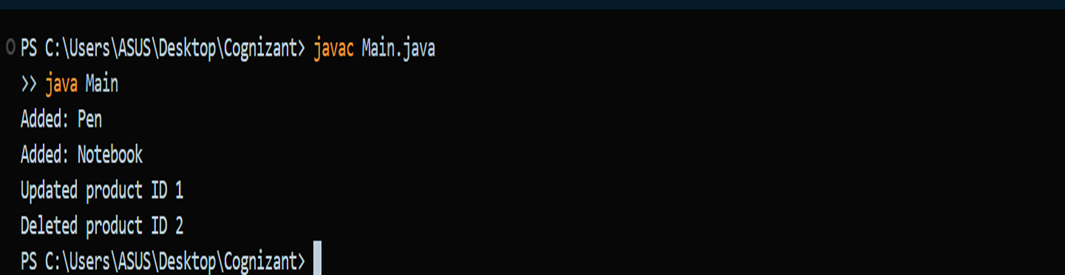 PS C:\Users\ASUS\Desktop\Cognizant> javac Main.java
>> java Main
Added: Pen
Added: Notebook
Updated product ID 1
Deleted product ID 2
PS C:\Users\ASUS\Desktop\Cognizant>